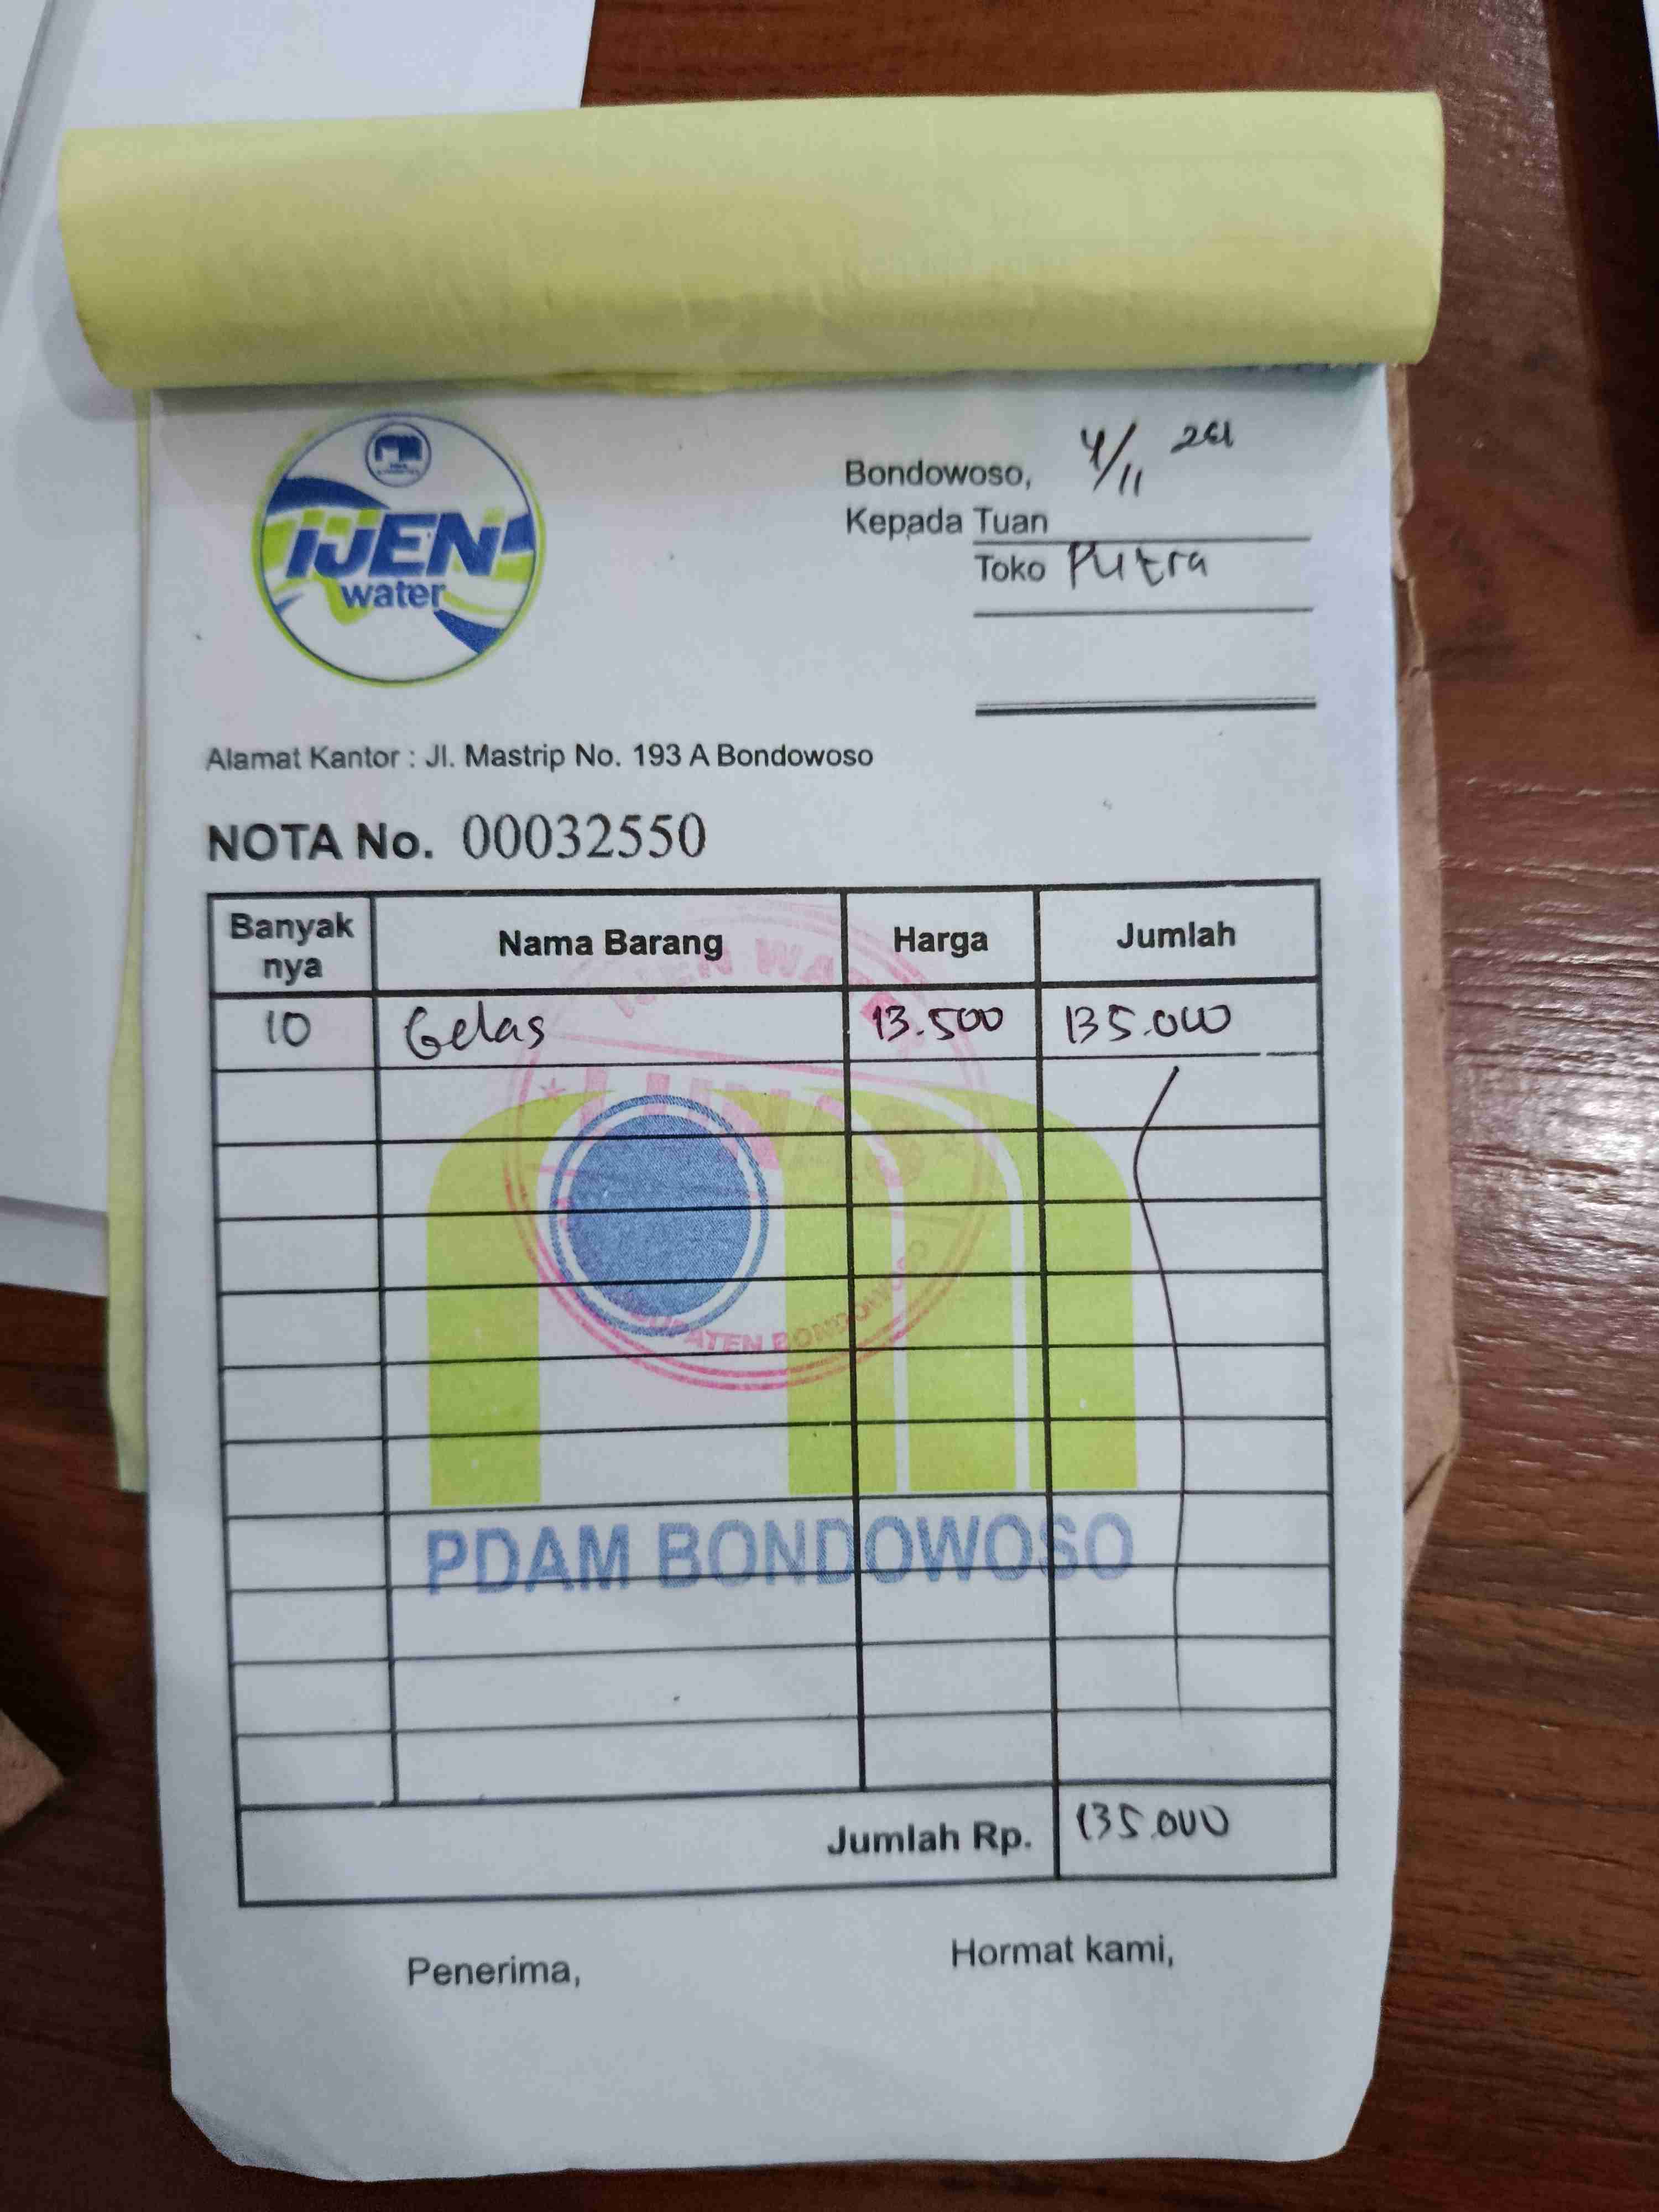 IJEN
water
Bondowoso, 4/11
Kepada Tuan
Toko Putra
Alamat Kantor : Jl. Mastrip No. 193 A Bondowoso
NOTA No. 00032550
Banyak nya Nama Barang Harga Jumlah
10 Gelas 13.500 135.000
IJEN WATER
LUNAS
KABUPATEN BONDOWOSO
PDAM BONDOWOSO
Jumlah Rp. 135.000
Penerima, Hormat kami,